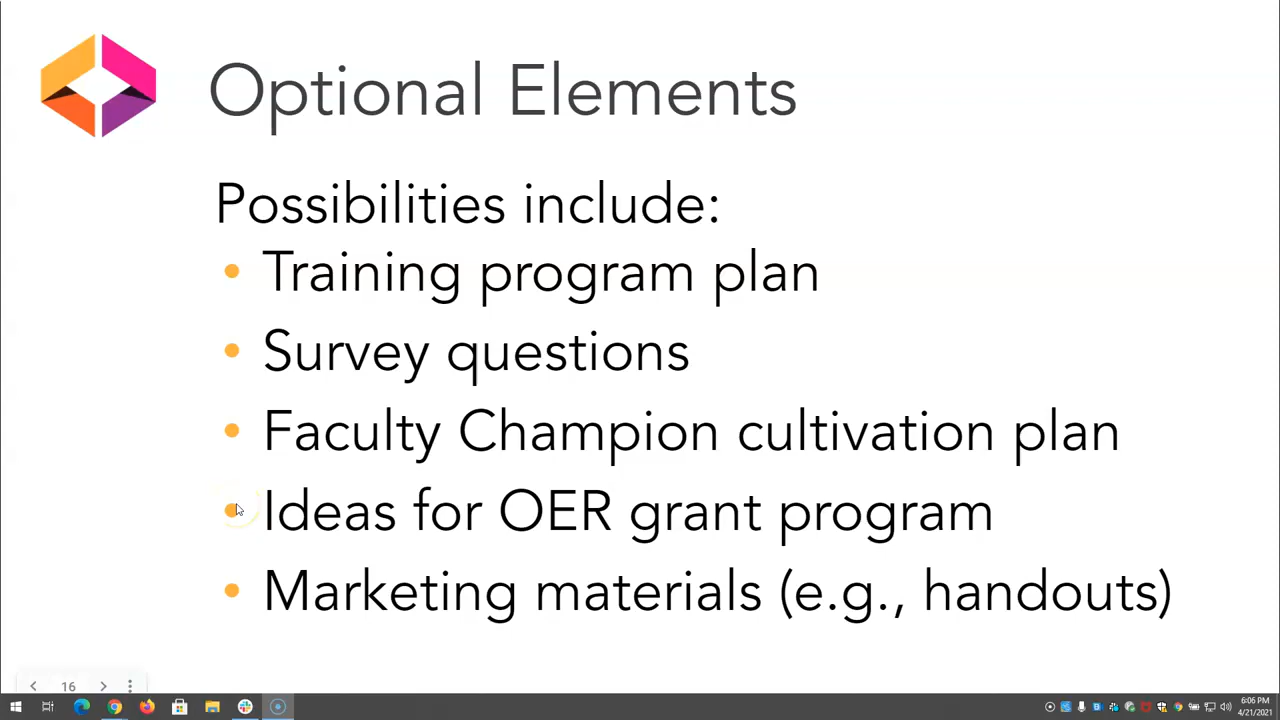 Optional Elements
Possibilities include:
• Training program plan
• Survey questions
• Faculty Champion cultivation plan
• Ideas for OER grant program
• Marketing materials (e.g., handouts)
16
6:06 PM
4/21/2021